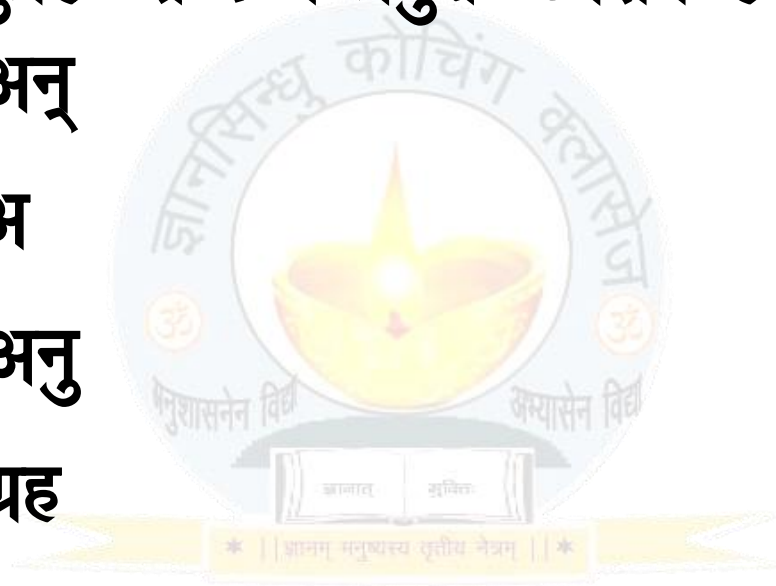 अन्
अ
अनु
ग्रह
ज्ञानसिन्धु कोचिंग क्लासेज
ॐ ॐ
अनुशासनेन विद्या अभ्यासेन विद्या
ज्ञानात् मुक्तिः
* ||ज्ञानम् मनुष्यस्य तृतीय नेत्रम् ||*